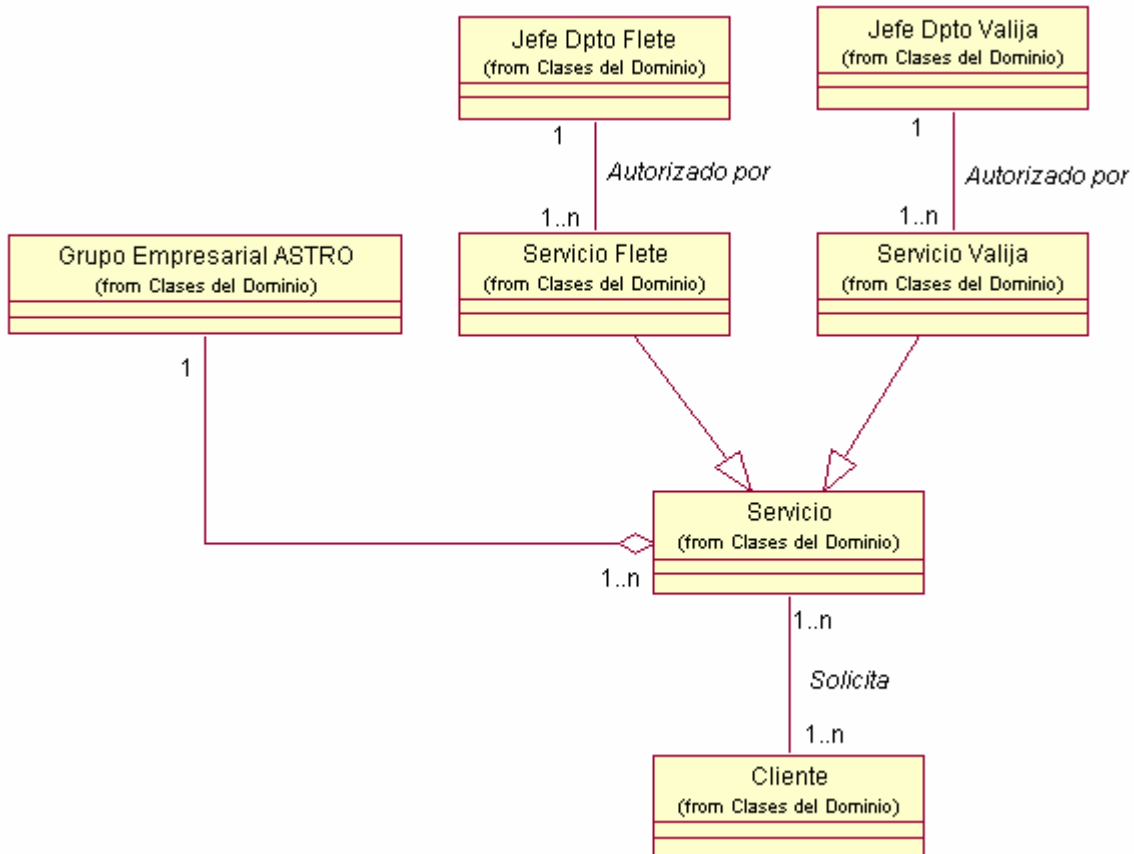 Jefe Dpto Flete
(from Clases del Dominio)
Jefe Dpto Valija
(from Clases del Dominio)
1
Autorizado por
1..n
1
Autorizado por
1..n
Grupo Empresarial ASTRO
(from Clases del Dominio)
Servicio Flete
(from Clases del Dominio)
Servicio Valija
(from Clases del Dominio)
1
Servicio
(from Clases del Dominio)
1..n
1..n
Solicita
1..n
Cliente
(from Clases del Dominio)